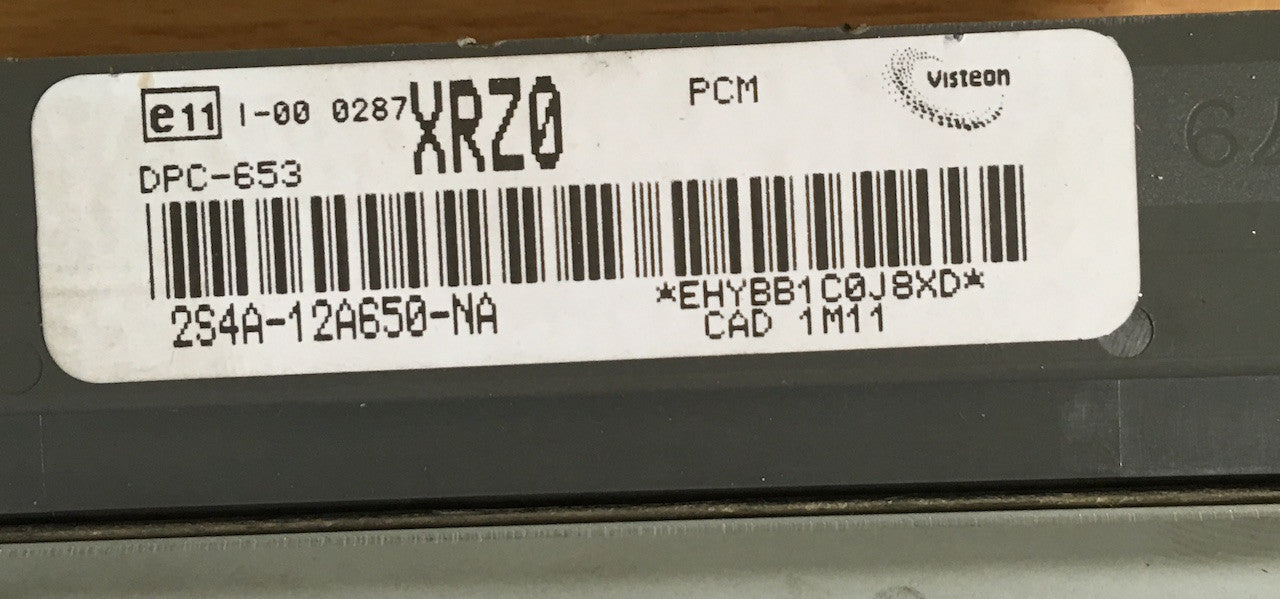 e11 I-00 0287 XRZ0 PCM Visteon
DPC-653
*EHYBB1C0J8XD*
2S4A-12A650-NA CAD 1M11